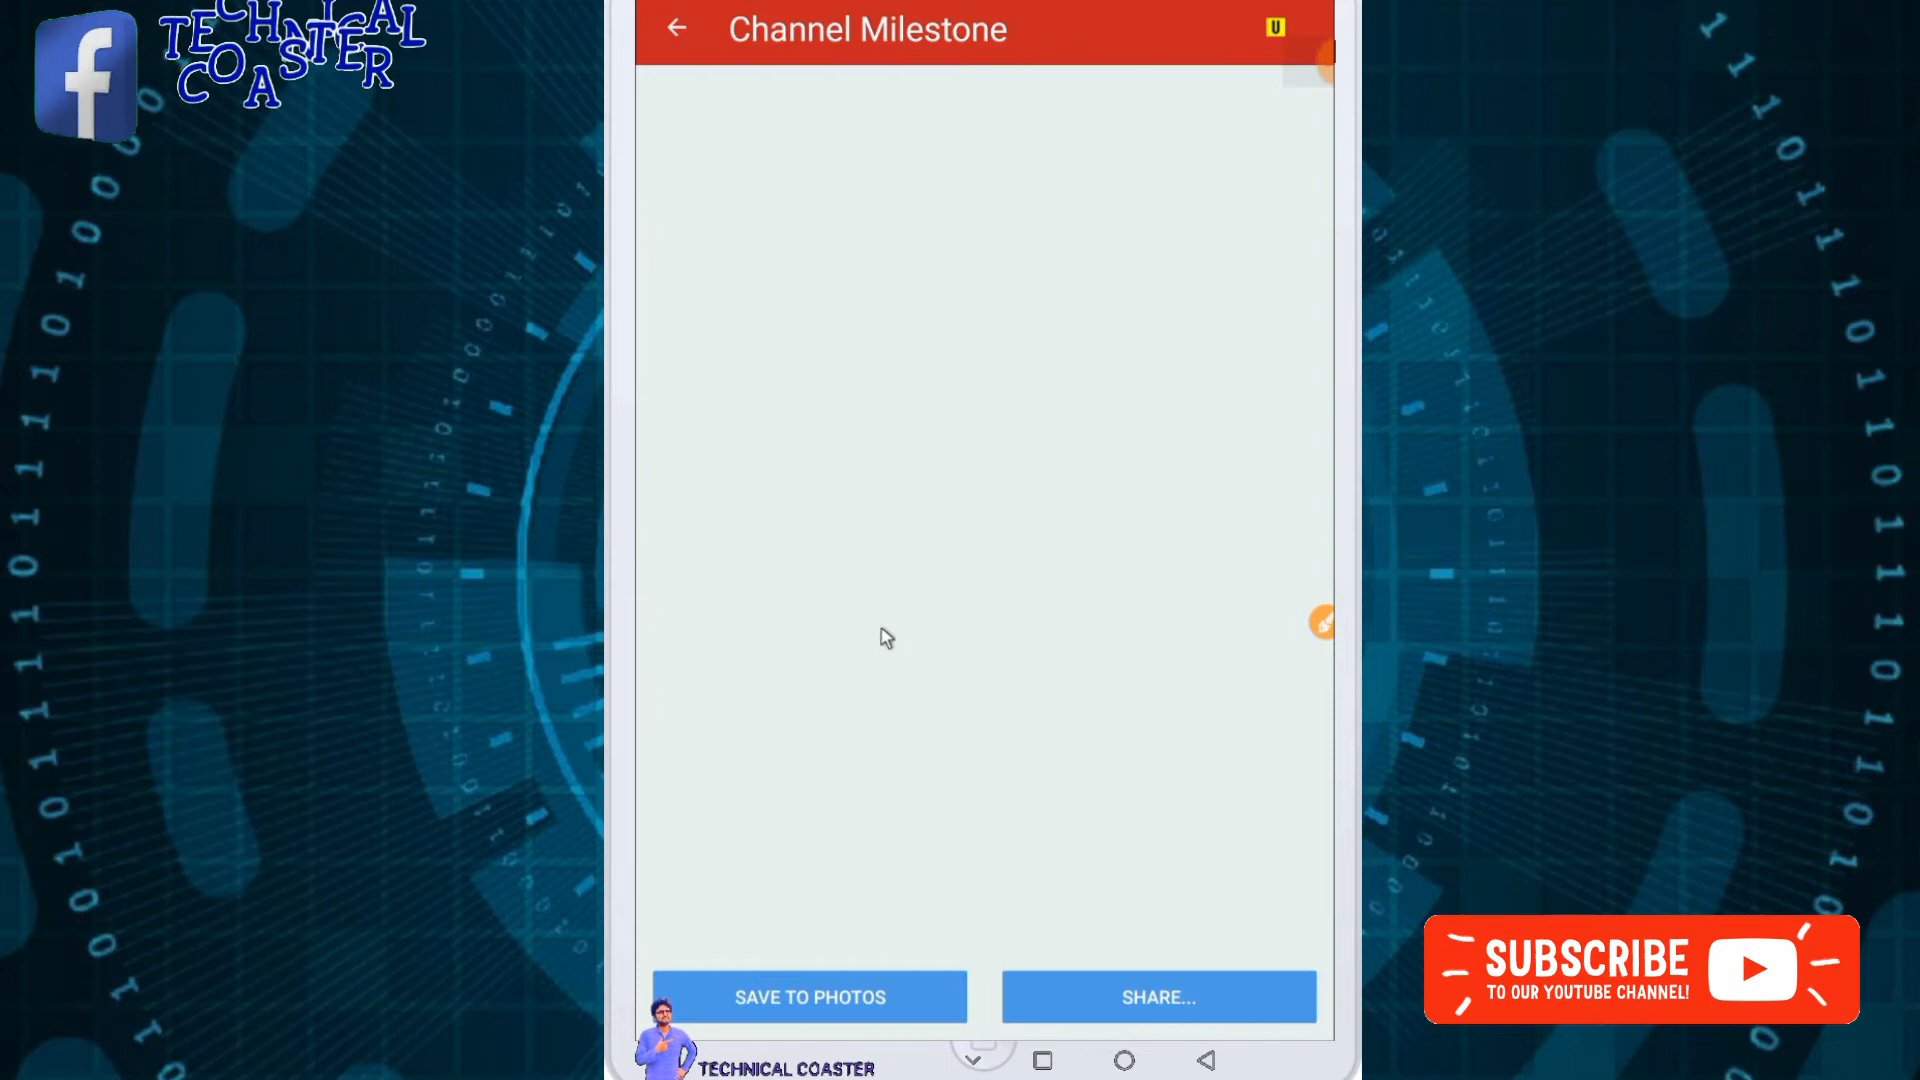 TECHNICAL
COASTER
Channel Milestone
U
SAVE TO PHOTOS
SHARE...
SUBSCRIBE
TO OUR YOUTUBE CHANNEL!
TECHNICAL COASTER